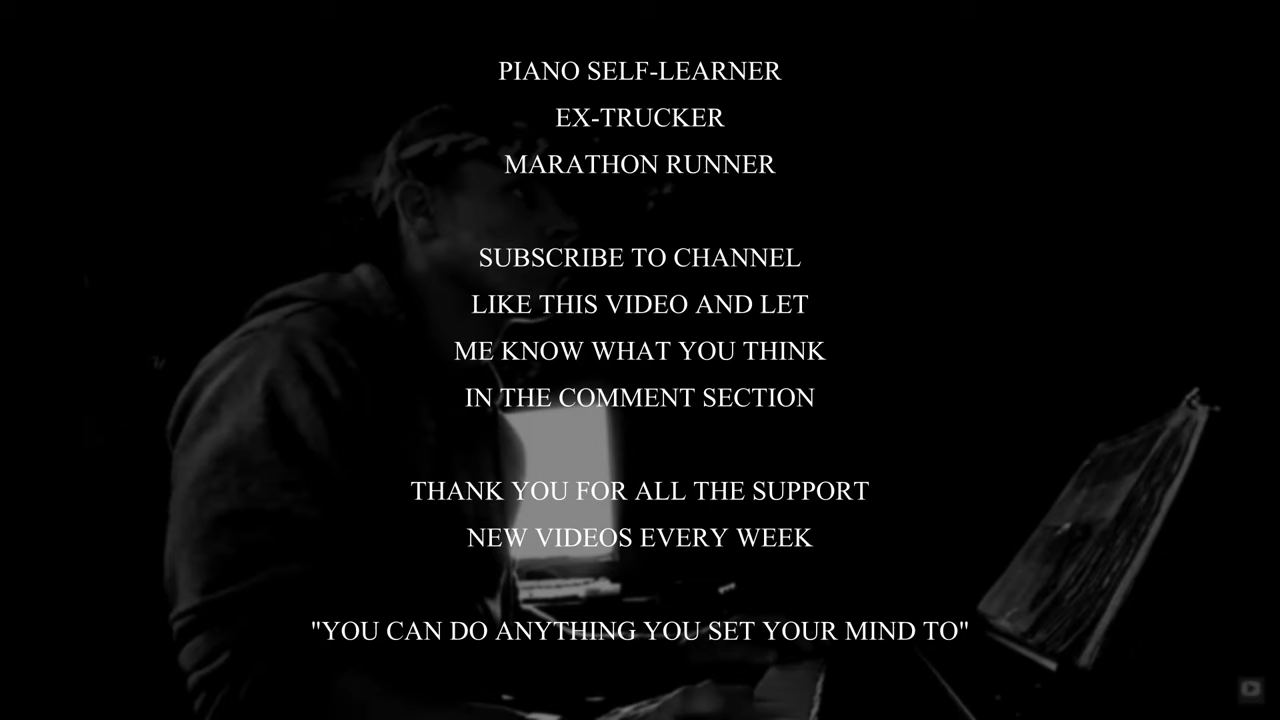 PIANO SELF-LEARNER
EX-TRUCKER
MARATHON RUNNER
SUBSCRIBE TO CHANNEL
LIKE THIS VIDEO AND LET
ME KNOW WHAT YOU THINK
IN THE COMMENT SECTION
THANK YOU FOR ALL THE SUPPORT
NEW VIDEOS EVERY WEEK
"YOU CAN DO ANYTHING YOU SET YOUR MIND TO"